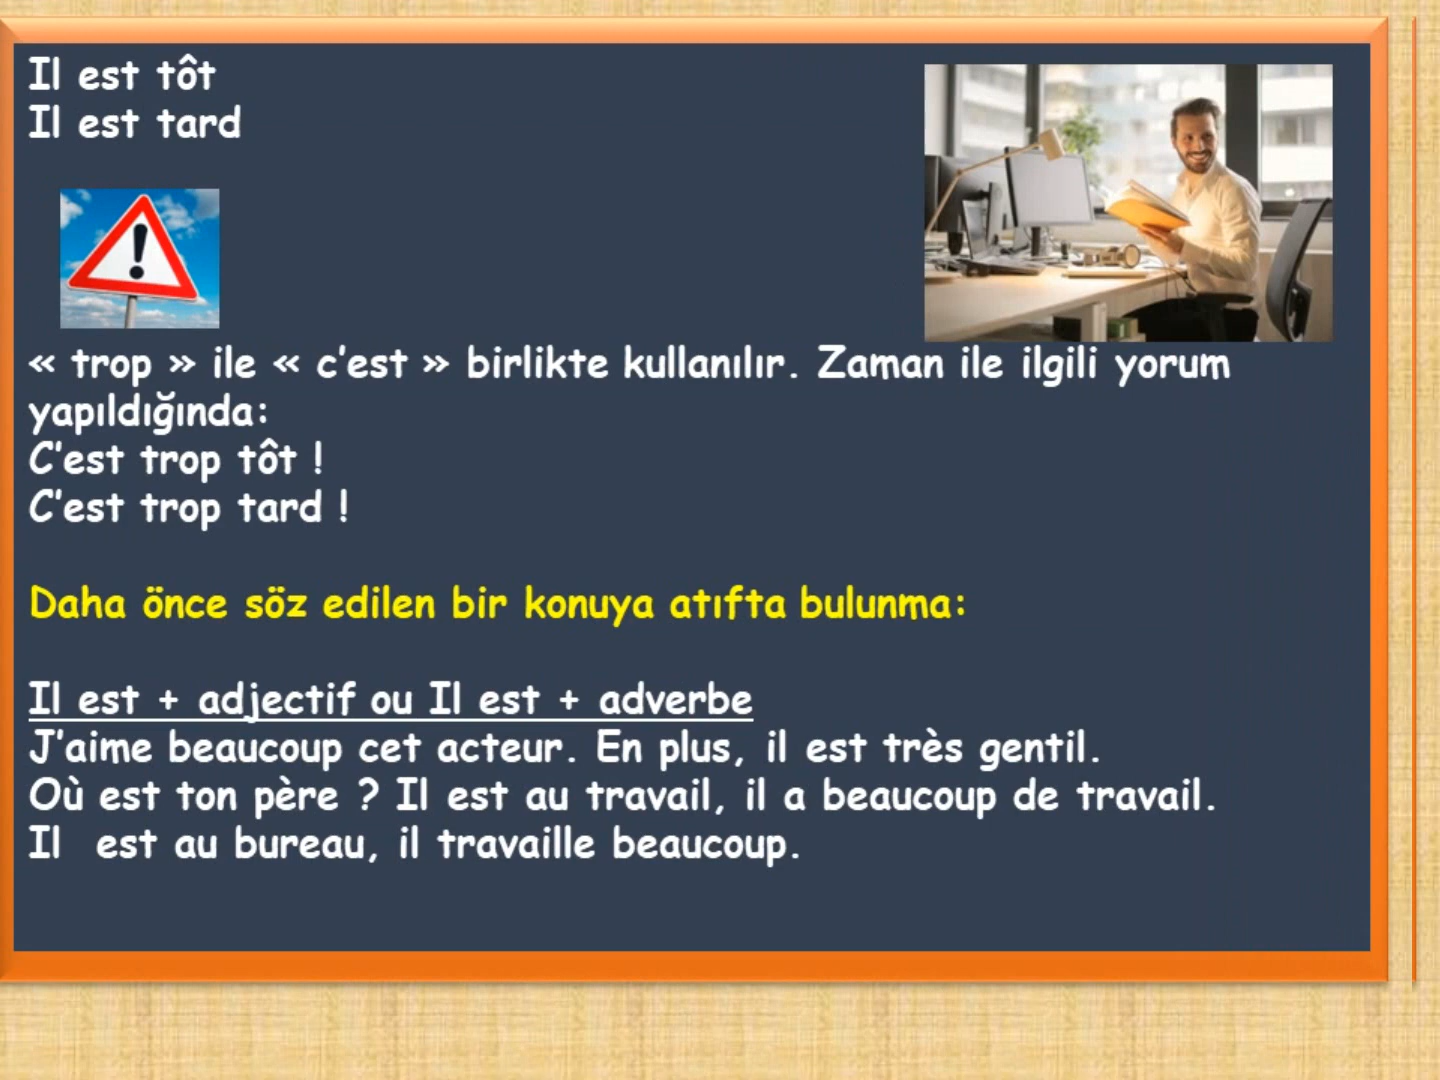 Il est tôt
Il est tard
« trop » ile « c'est » birlikte kullanılır. Zaman ile ilgili yorum
yapıldığında:
C'est trop tôt !
C'est trop tard !
Daha önce söz edilen bir konuya atıfta bulunma:
Il est + adjectif ou Il est + adverbe
J'aime beaucoup cet acteur. En plus, il est très gentil.
Où est ton père ? Il est au travail, il a beaucoup de travail.
Il est au bureau, il travaille beaucoup.